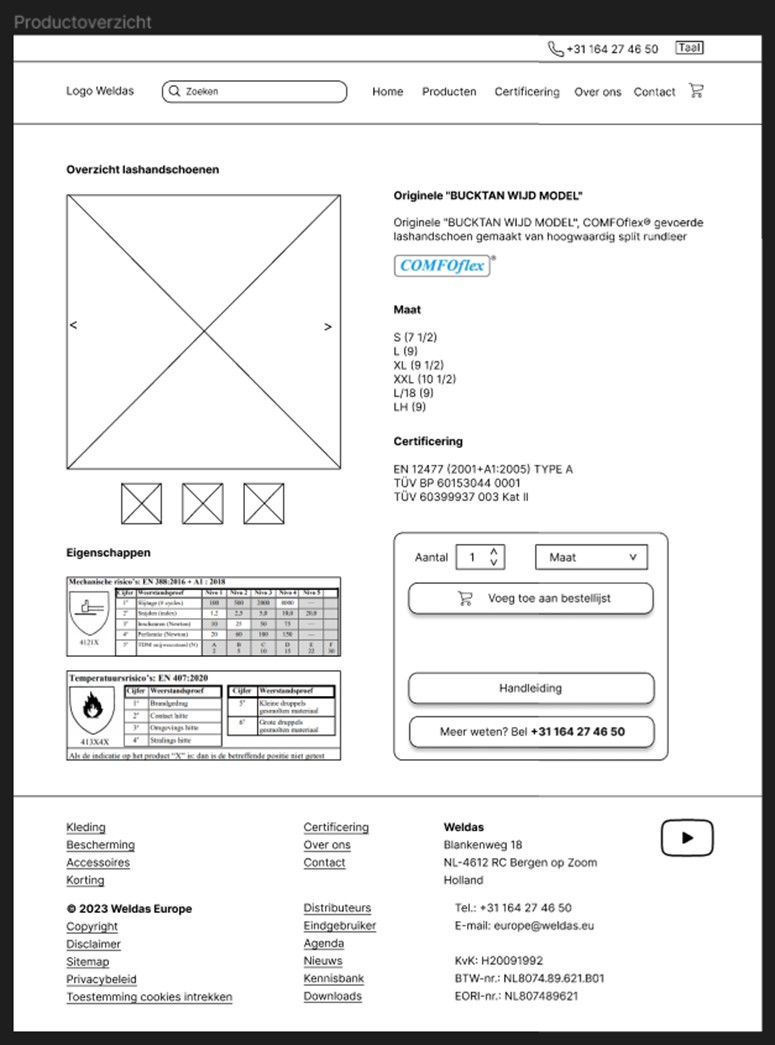 Productoverzicht
+31 164 27 46 50
Taal
Logo Weldas
Zoeken
Home
Producten
Certificering
Over ons
Contact
Overzicht lashandschoenen
<
>
Originele "BUCKTAN WIJD MODEL"
Originele "BUCKTAN WIJD MODEL", COMFOflex® gevoerde
lashandschoen gemaakt van hoogwaardig split rundleer
COMFOflex®
Maat
S (7 1/2)
L (9)
XL (9 1/2)
XXL (10 1/2)
L/18 (9)
LH (9)
Certificering
EN 12477 (2001+A1:2005) TYPE A
TÜV BP 60153044 0001
TÜV 60399937 003 Kat II
Eigenschappen
Mechanische risico's: EN 388:2016 + A1 : 2018
Cijfer Weerstandsproef Nivo 1 Nivo 2 Nivo 3 Nivo 4 Nivo 5
1° Slijtage (# cycles) 100 500 2000 8000 —
2° Snijden (index) 1,2 2,5 5,0 10,0 20,0
3° Inscheuren (Newton) 10 25 50 75 —
4° Perforatie (Newton) 20 60 100 150 —
5° TDM snijweerstand (N) A 2 B 5 C 10 D 15 E 22 F 30
4121X
Temperatuursrisico's: EN 407:2020
Cijfer Weerstandsproef
1° Brandgedrag
2° Contact hitte
3° Omgevings hitte
4° Stralings hitte
Cijfer Weerstandsproef
5° Kleine druppels
gesmolten materiaal
6° Grote druppels
gesmolten materiaal
413X4X
Als de indicatie op het product "X" is: dan is de betreffende positie niet getest
Aantal
1
Maat
Voeg toe aan bestellijst
Handleiding
Meer weten? Bel +31 164 27 46 50
Kleding
Bescherming
Accessoires
Korting
© 2023 Weldas Europe
Copyright
Disclaimer
Sitemap
Privacybeleid
Toestemming cookies intrekken
Certificering
Over ons
Contact
Distributeurs
Eindgebruiker
Agenda
Nieuws
Kennisbank
Downloads
Weldas
Blankenweg 18
NL-4612 RC Bergen op Zoom
Holland
Tel.: +31 164 27 46 50
E-mail: europe@weldas.eu
KvK: H20091992
BTW-nr.: NL8074.89.621.B01
EORI-nr.: NL807489621